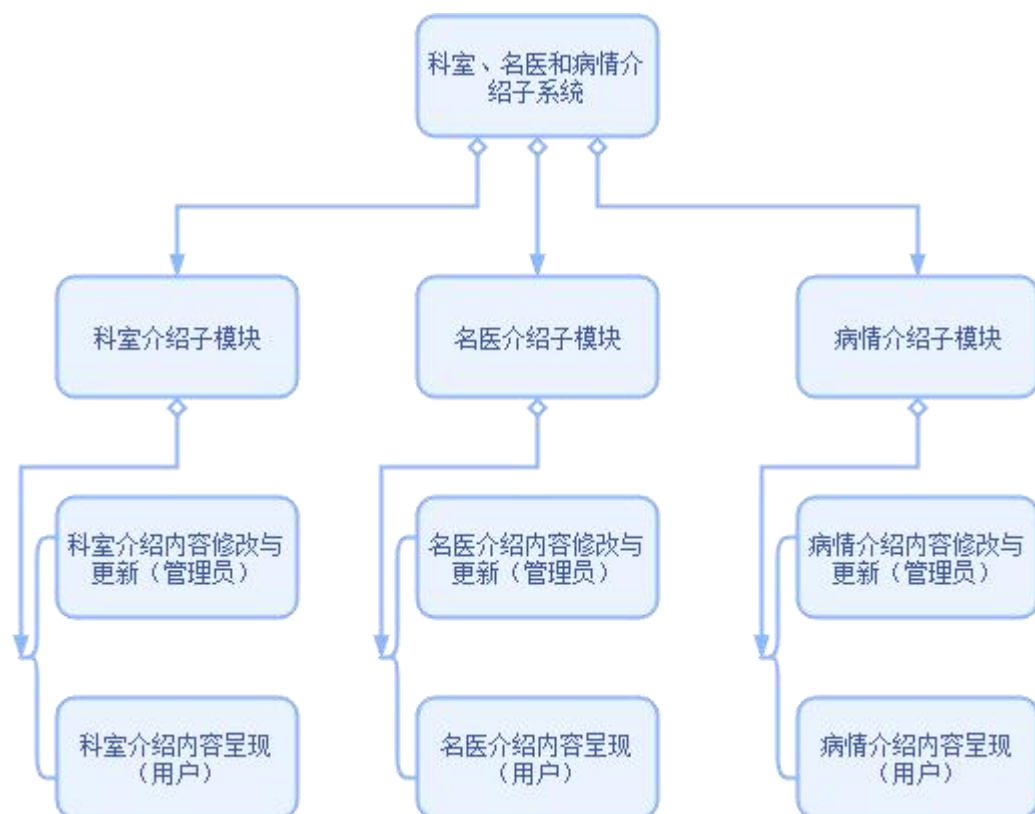 科室、名医和病情介
绍子系统
科室介绍子模块
名医介绍子模块
病情介绍子模块
科室介绍内容修改与
更新（管理员）
名医介绍内容修改与
更新（管理员）
病情介绍内容修改与
更新（管理员）
科室介绍内容呈现
（用户）
名医介绍内容呈现
（用户）
病情介绍内容呈现
（用户）